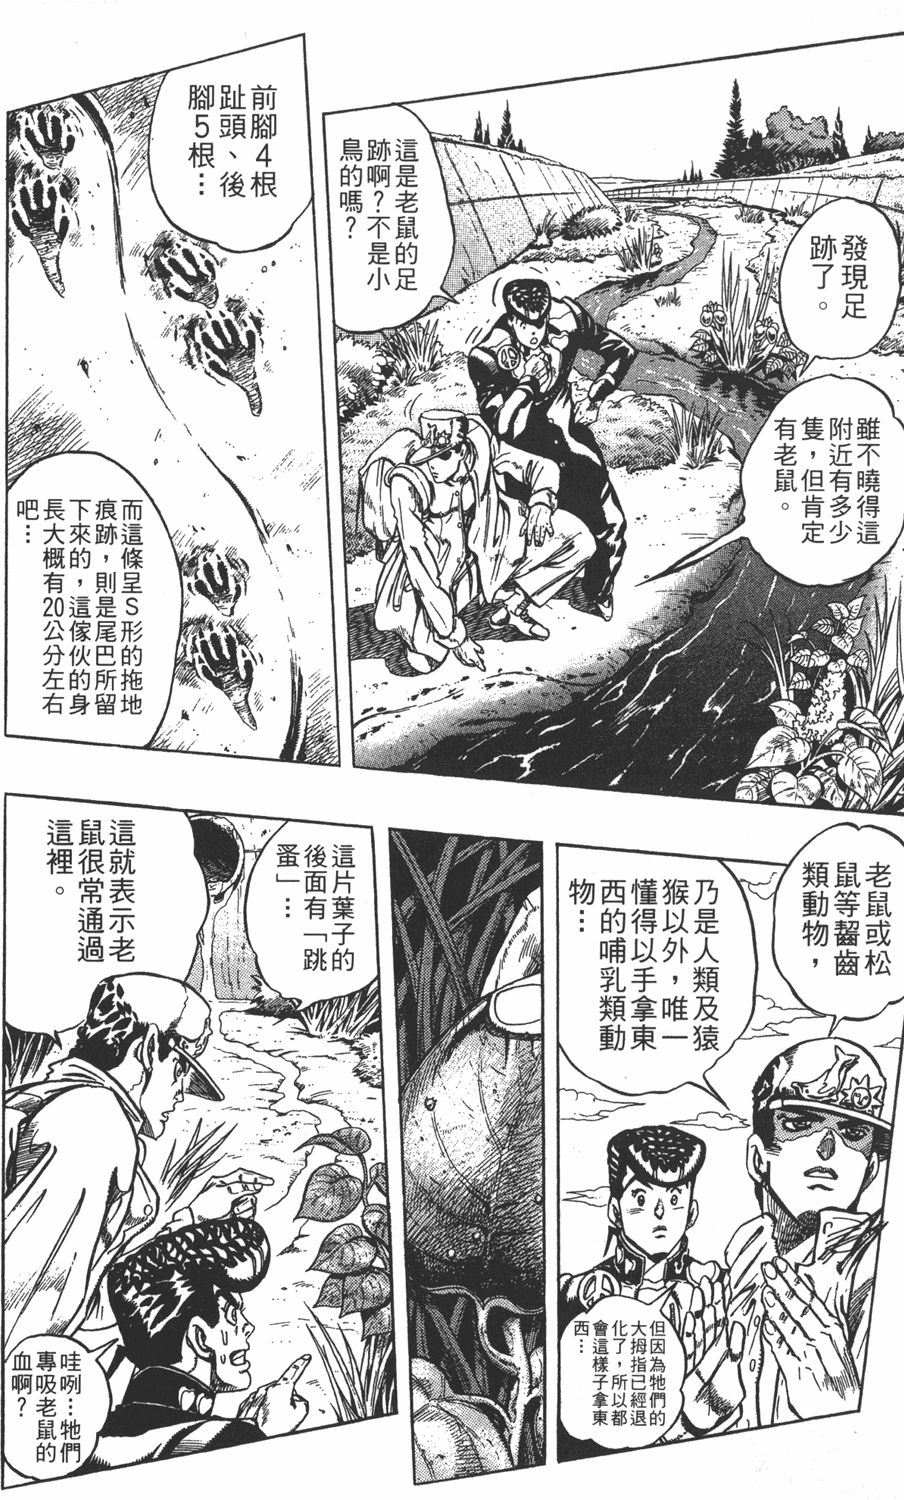 發現足
跡了。
雖不曉得這
附近有多少
隻，但肯定
有老鼠。
這是老鼠的足
跡啊？不是小
鳥的嗎？
前腳4根
趾頭、後
腳5根…
而這條呈S形的拖地
痕跡，則是尾巴所留
下來的，這傢伙的身
長大概有20公分左右
吧…
老鼠或松
鼠等齧齒
類動物，
乃是人類及猿
猴以外，唯一
懂得以手拿東
西的哺乳類動
物…
但因為牠們的
大拇指已經退
化了，所以都
會這樣子拿東
西…
這片葉子的
後面有「跳
蚤」…
這就表示老
鼠很常通過
這裡。
哇咧…牠們
專吸老鼠的
血啊？